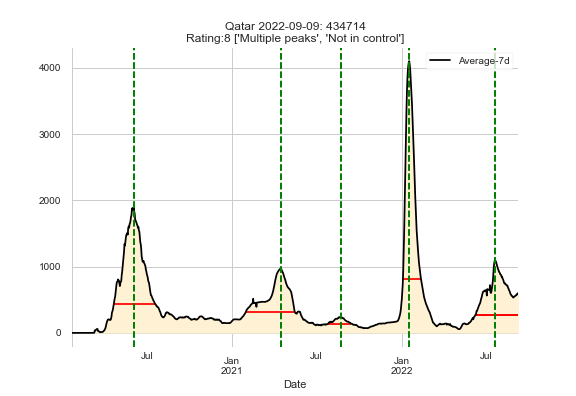 Qatar 2022-09-09: 434714
Rating:8 ['Multiple peaks', 'Not in control']
Average-7d
4000
3000
2000
1000
0
Jul
Jan
2021
Jul
Jan
2022
Jul
Date